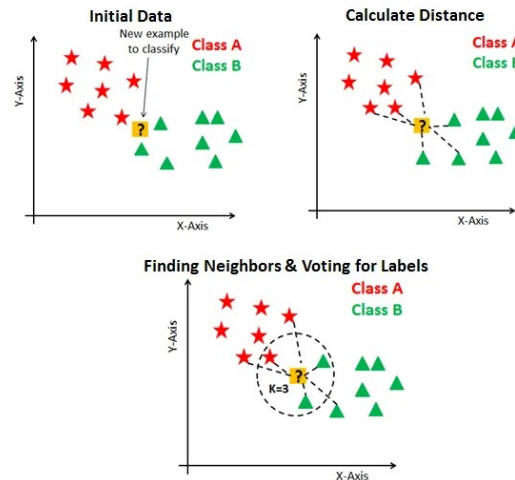 Initial Data
New example
to classify
Class A
Class B
?
Y-Axis
X-Axis
Calculate Distance
Class A
Class B
?
Y-Axis
X-Axis
Finding Neighbors & Voting for Labels
Class A
Class B
?
K=3
Y-Axis
X-Axis